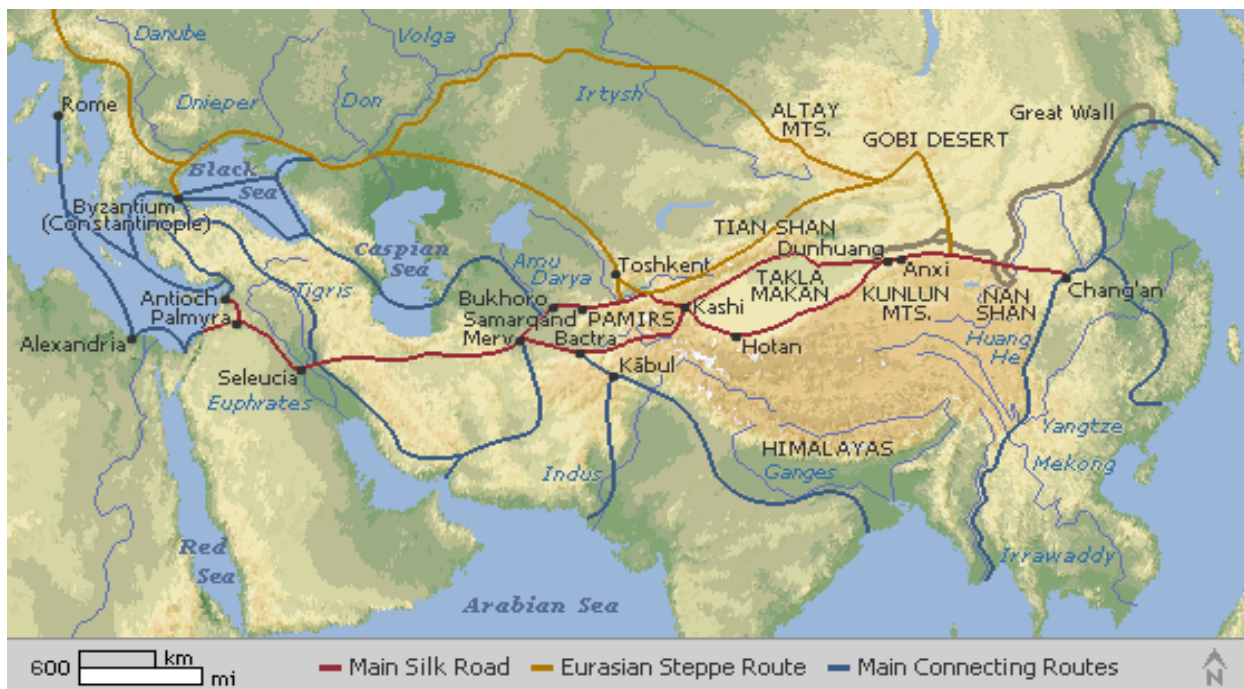 Danube
Volga
Rome
Dnieper
Don
Irtysh
ALTAY
MTS.
Great Wall
GOBI DESERT
Black
Sea
Byzantium
(Constantinople)
TIAN SHAN
Dunhuang
Caspian
Sea
Amu
Darya
Toshkent
TAKLA
MAKAN
Anxi
Tigris
Antioch
Palmyra
Bukhoro
Samarqand
PAMIRS
Kashi
KUNLUN
MTS.
NAN
SHAN
Chang'an
Alexandria
Merv
Bactra
Hotan
Huang
He
Seleucia
Kābul
Euphrates
Yangtze
HIMALAYAS
Indus
Ganges
Mekong
Red
Sea
Irrawaddy
Arabian Sea
600
km
mi
Main Silk Road
Eurasian Steppe Route
Main Connecting Routes
N